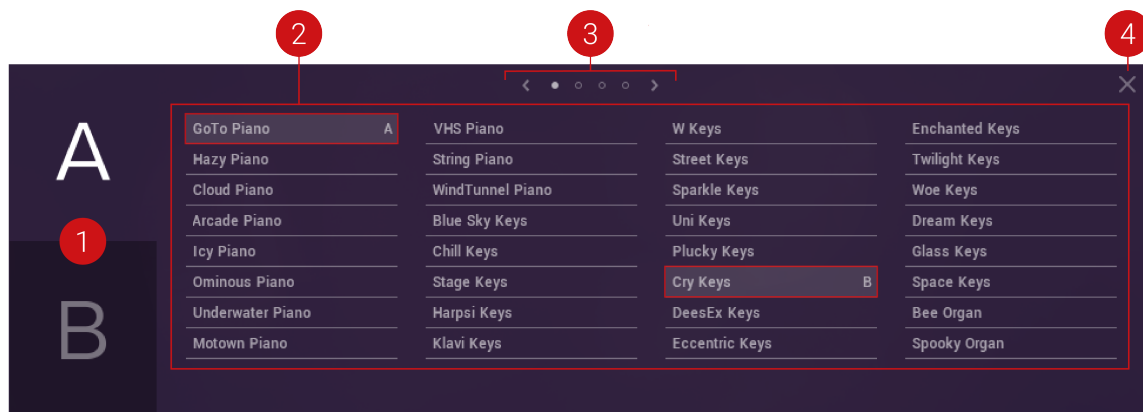 2
3
4
A
1
B
GoTo Piano A
Hazy Piano
Cloud Piano
Arcade Piano
Icy Piano
Ominous Piano
Underwater Piano
Motown Piano
VHS Piano
String Piano
WindTunnel Piano
Blue Sky Keys
Chill Keys
Stage Keys
Harpsi Keys
Klavi Keys
W Keys
Street Keys
Sparkle Keys
Uni Keys
Plucky Keys
Cry Keys B
DeesEx Keys
Eccentric Keys
Enchanted Keys
Twilight Keys
Woe Keys
Dream Keys
Glass Keys
Space Keys
Bee Organ
Spooky Organ